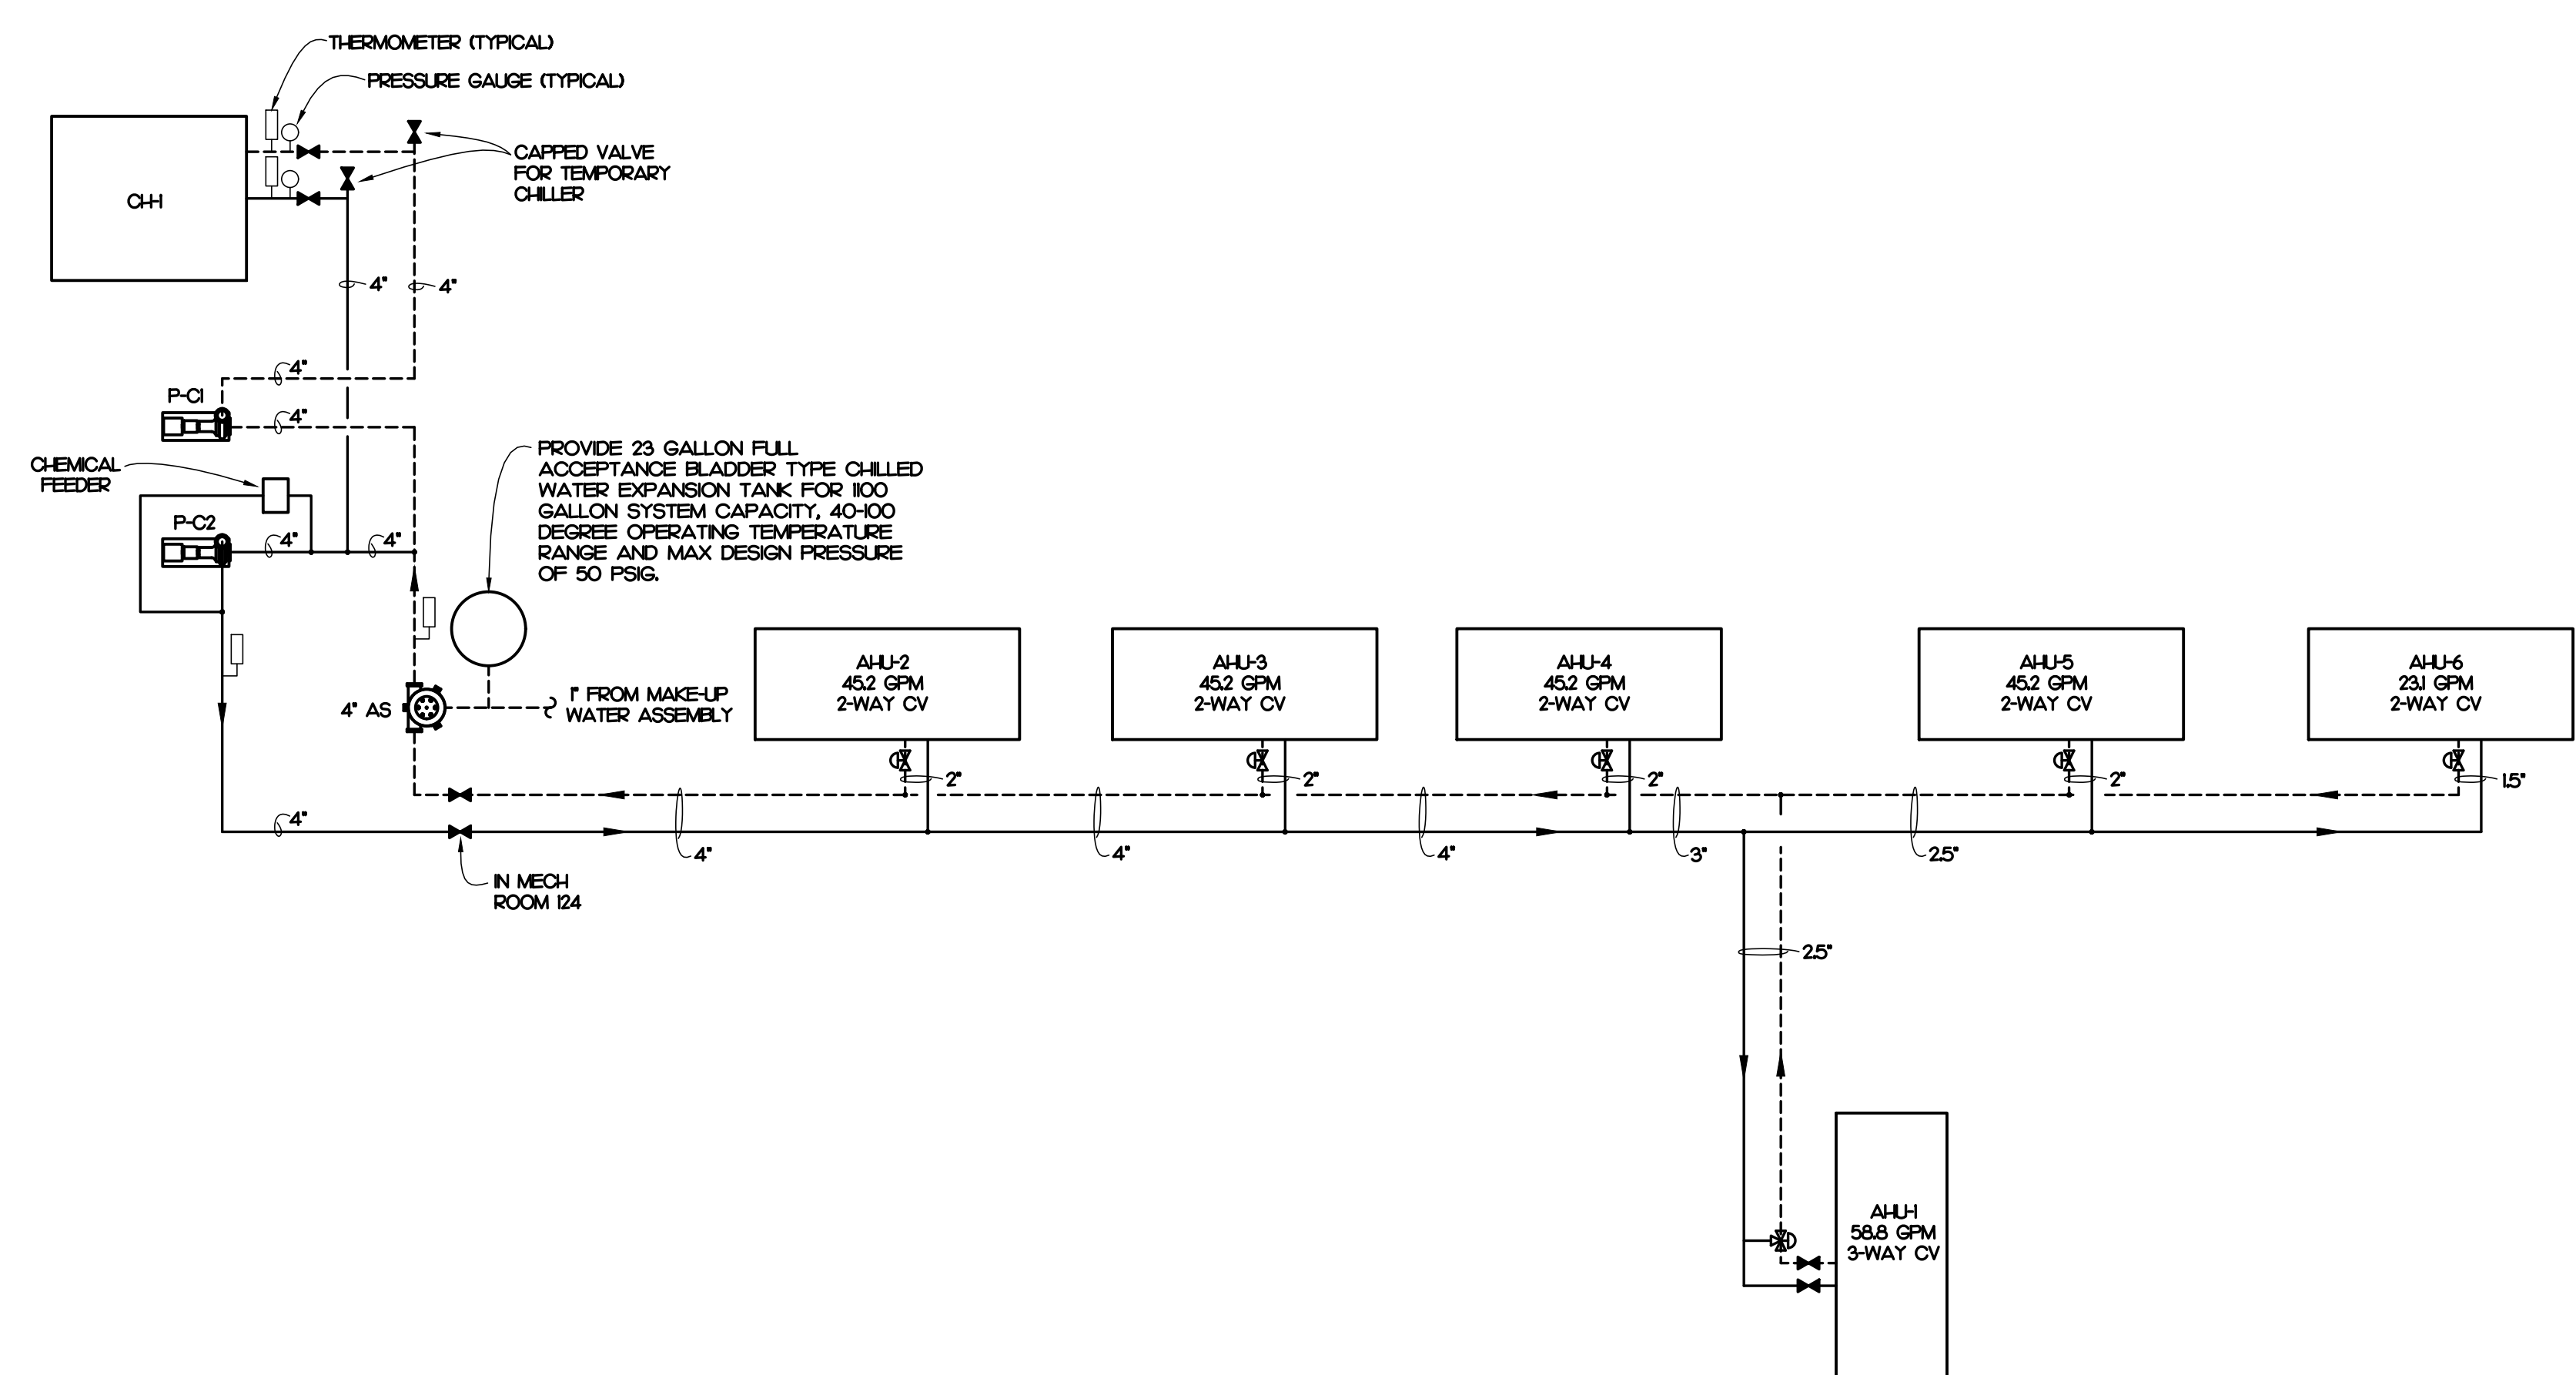 THERMOMETER (TYPICAL)
PRESSURE GAUGE (TYPICAL)
CAPPED VALVE
FOR TEMPORARY
CHILLER
CH-1
4"
4"
4"
P-C1
4"
CHEMICAL
FEEDER
P-C2
4"
4"
PROVIDE 23 GALLON FULL
ACCEPTANCE BLADDER TYPE CHILLED
WATER EXPANSION TANK FOR 1100
GALLON SYSTEM CAPACITY, 40-100
DEGREE OPERATING TEMPERATURE
RANGE AND MAX DESIGN PRESSURE
OF 50 PSIG.
4" AS
1" FROM MAKE-UP
WATER ASSEMBLY
AHU-2
45.2 GPM
2-WAY CV
AHU-3
45.2 GPM
2-WAY CV
AHU-4
45.2 GPM
2-WAY CV
AHU-5
45.2 GPM
2-WAY CV
AHU-6
23.1 GPM
2-WAY CV
2"
2"
2"
2"
1.5"
4"
4"
4"
4"
3"
2.5"
IN MECH
ROOM 124
2.5"
AHU-1
58.8 GPM
3-WAY CV